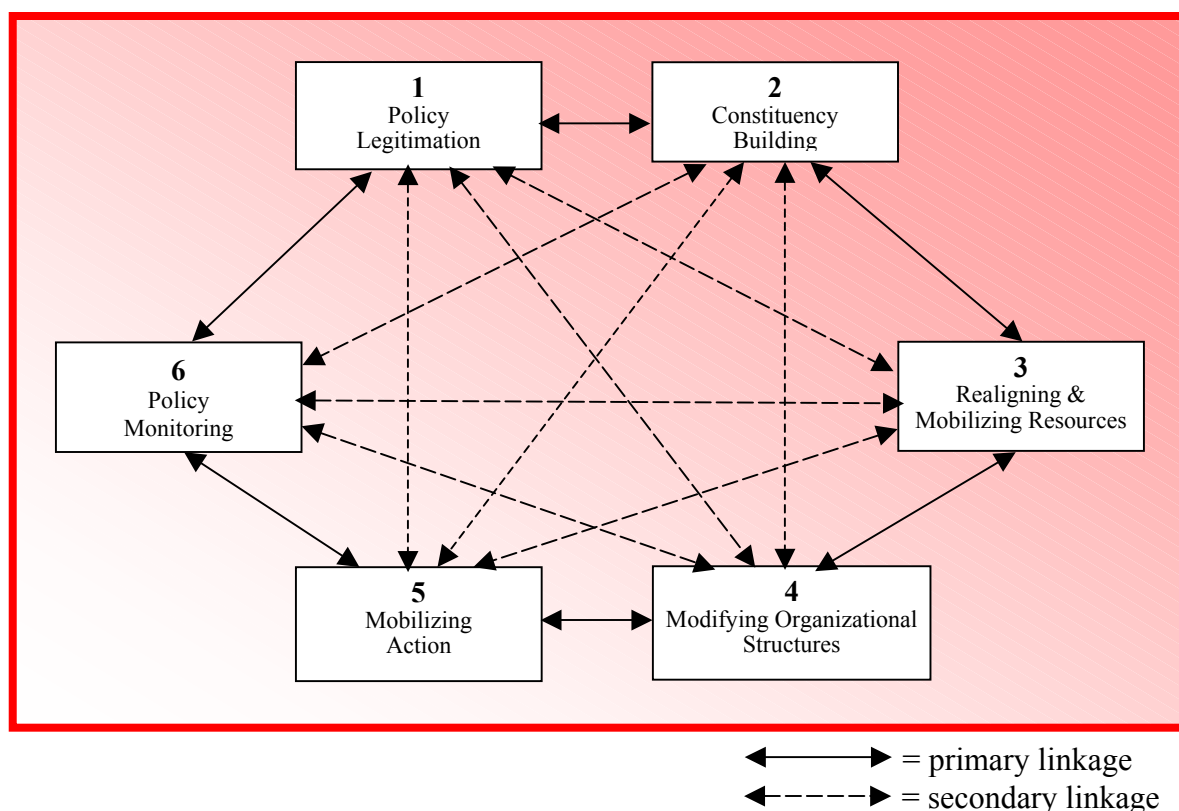 1
Policy
Legitimation
2
Constituency
Building
3
Realigning &
Mobilizing Resources
4
Modifying Organizational
Structures
5
Mobilizing
Action
6
Policy
Monitoring
= primary linkage
= secondary linkage